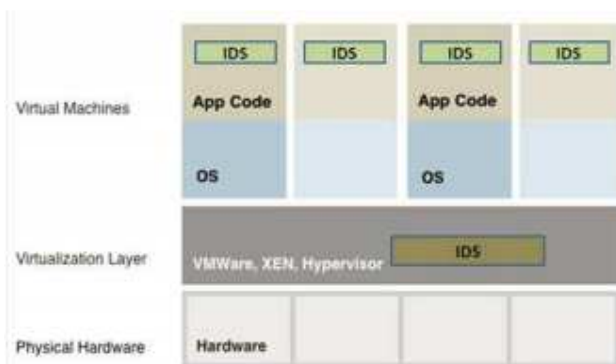 IDS IDS IDS IDS
Virtual Machines App Code App Code
OS OS
Virtualization Layer VMWare, XEN, Hypervisor IDS
Physical Hardware Hardware